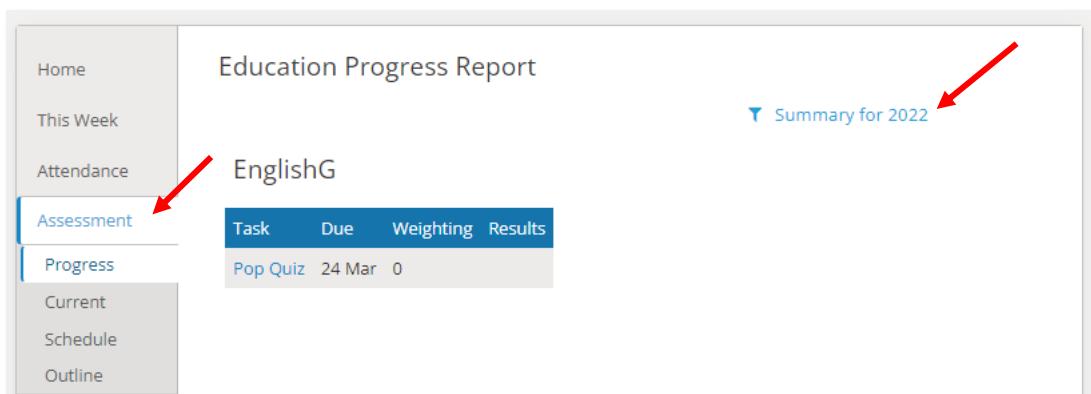 Home
This Week
Attendance
Assessment
Progress
Current
Schedule
Outline
Education Progress Report
Summary for 2022
EnglishG
Task Due Weighting Results
Pop Quiz 24 Mar 0